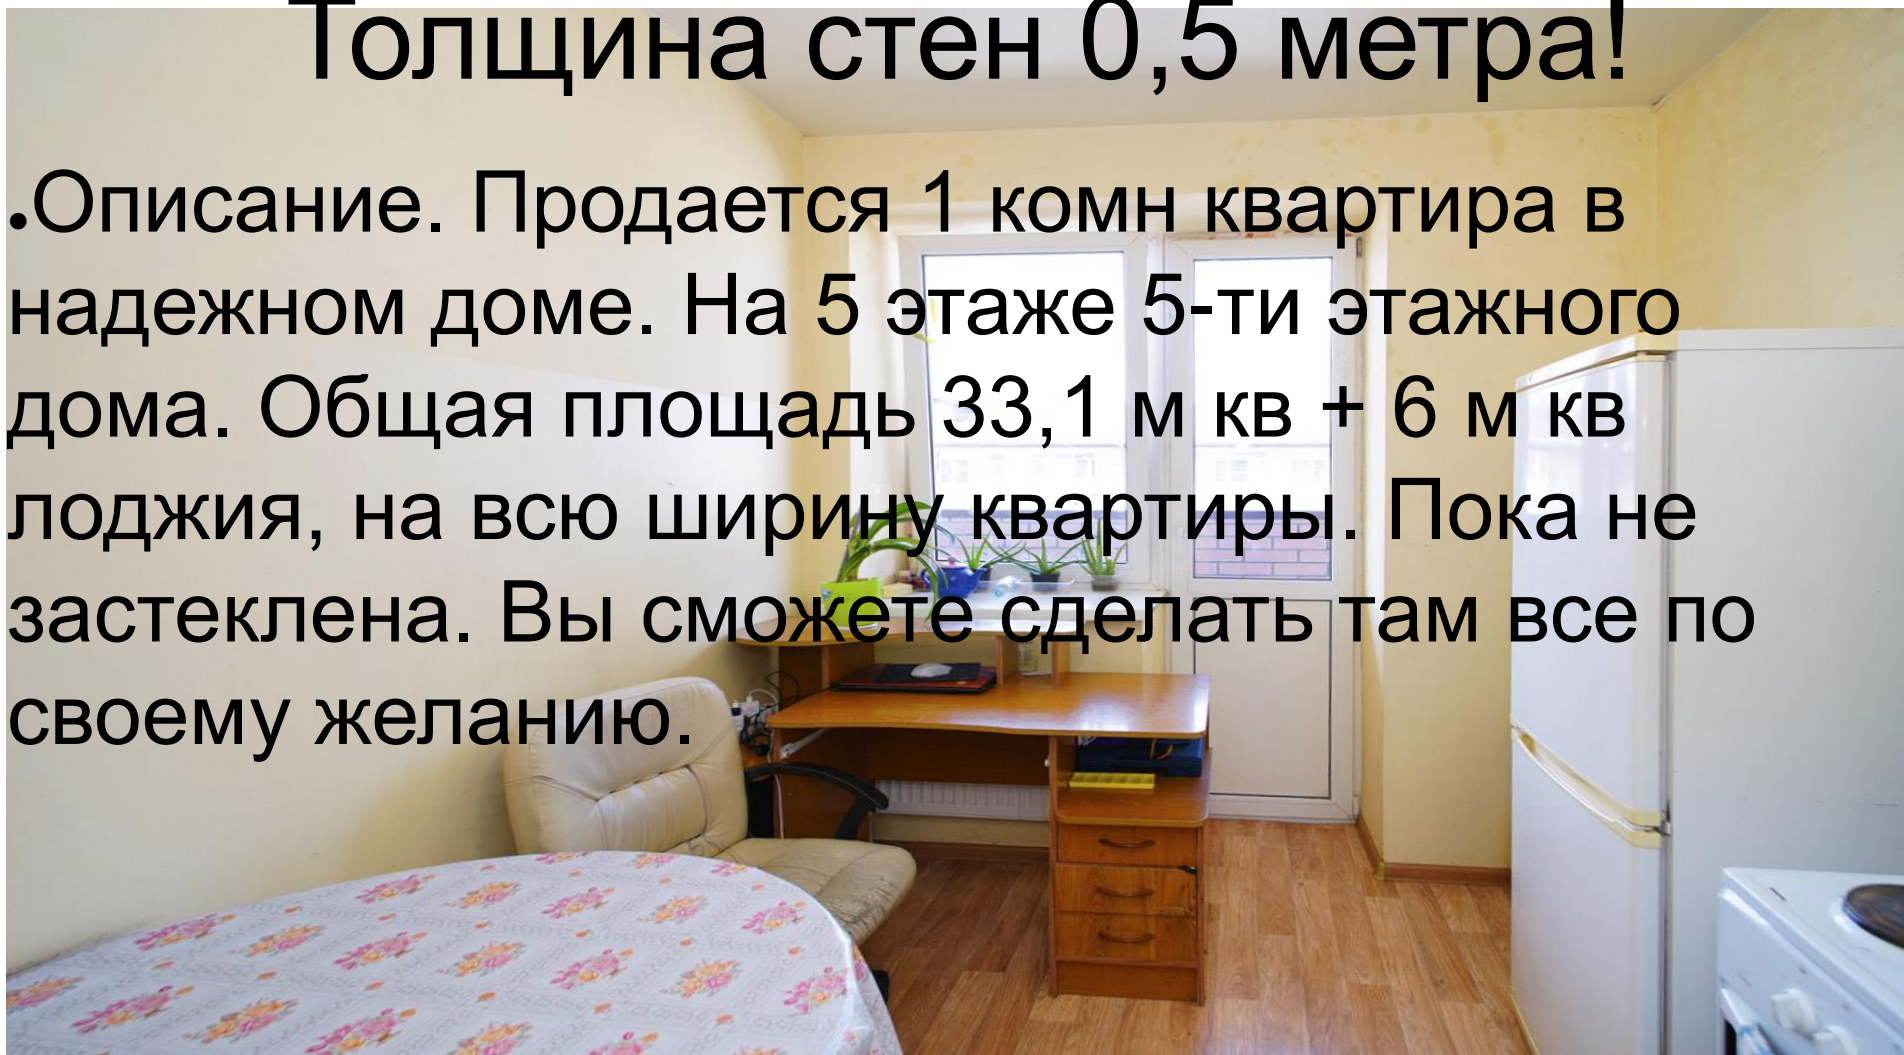 Толщина стен 0,5 метра!
•Описание. Продается 1 комн квартира в
надежном доме. На 5 этаже 5-ти этажного
дома. Общая площадь 33,1 м кв + 6 м кв
лоджия, на всю ширину квартиры. Пока не
застеклена. Вы сможете сделать там все по
своему желанию.